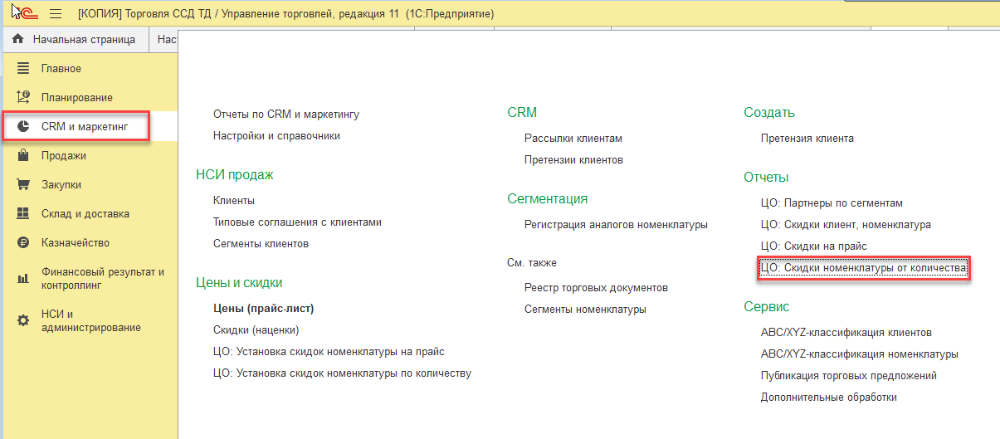 [КОПИЯ] Торговля ССД ТД / Управление торговлей, редакция 11 (1С:Предприятие)
Начальная страница
Нас
Главное
Планирование
CRM и маркетинг
Продажи
Закупки
Склад и доставка
Казначейство
Финансовый результат и
контроллинг
НСИ и
администрирование
Отчеты по CRM и маркетингу
Настройки и справочники
НСИ продаж
Клиенты
Типовые соглашения с клиентами
Сегменты клиентов
Цены и скидки
Цены (прайс-лист)
Скидки (наценки)
ЦО: Установка скидок номенклатуры на прайс
ЦО: Установка скидок номенклатуры по количеству
CRM
Рассылки клиентам
Претензии клиентов
Сегментация
Регистрация аналогов номенклатуры
См. также
Реестр торговых документов
Сегменты номенклатуры
Создать
Претензия клиента
Отчеты
ЦО: Партнеры по сегментам
ЦО: Скидки клиент, номенклатура
ЦО: Скидки на прайс
ЦО: Скидки номенклатуры от количества
Сервис
ABC/XYZ-классификация клиентов
ABC/XYZ-классификация номенклатуры
Публикация торговых предложений
Дополнительные обработки